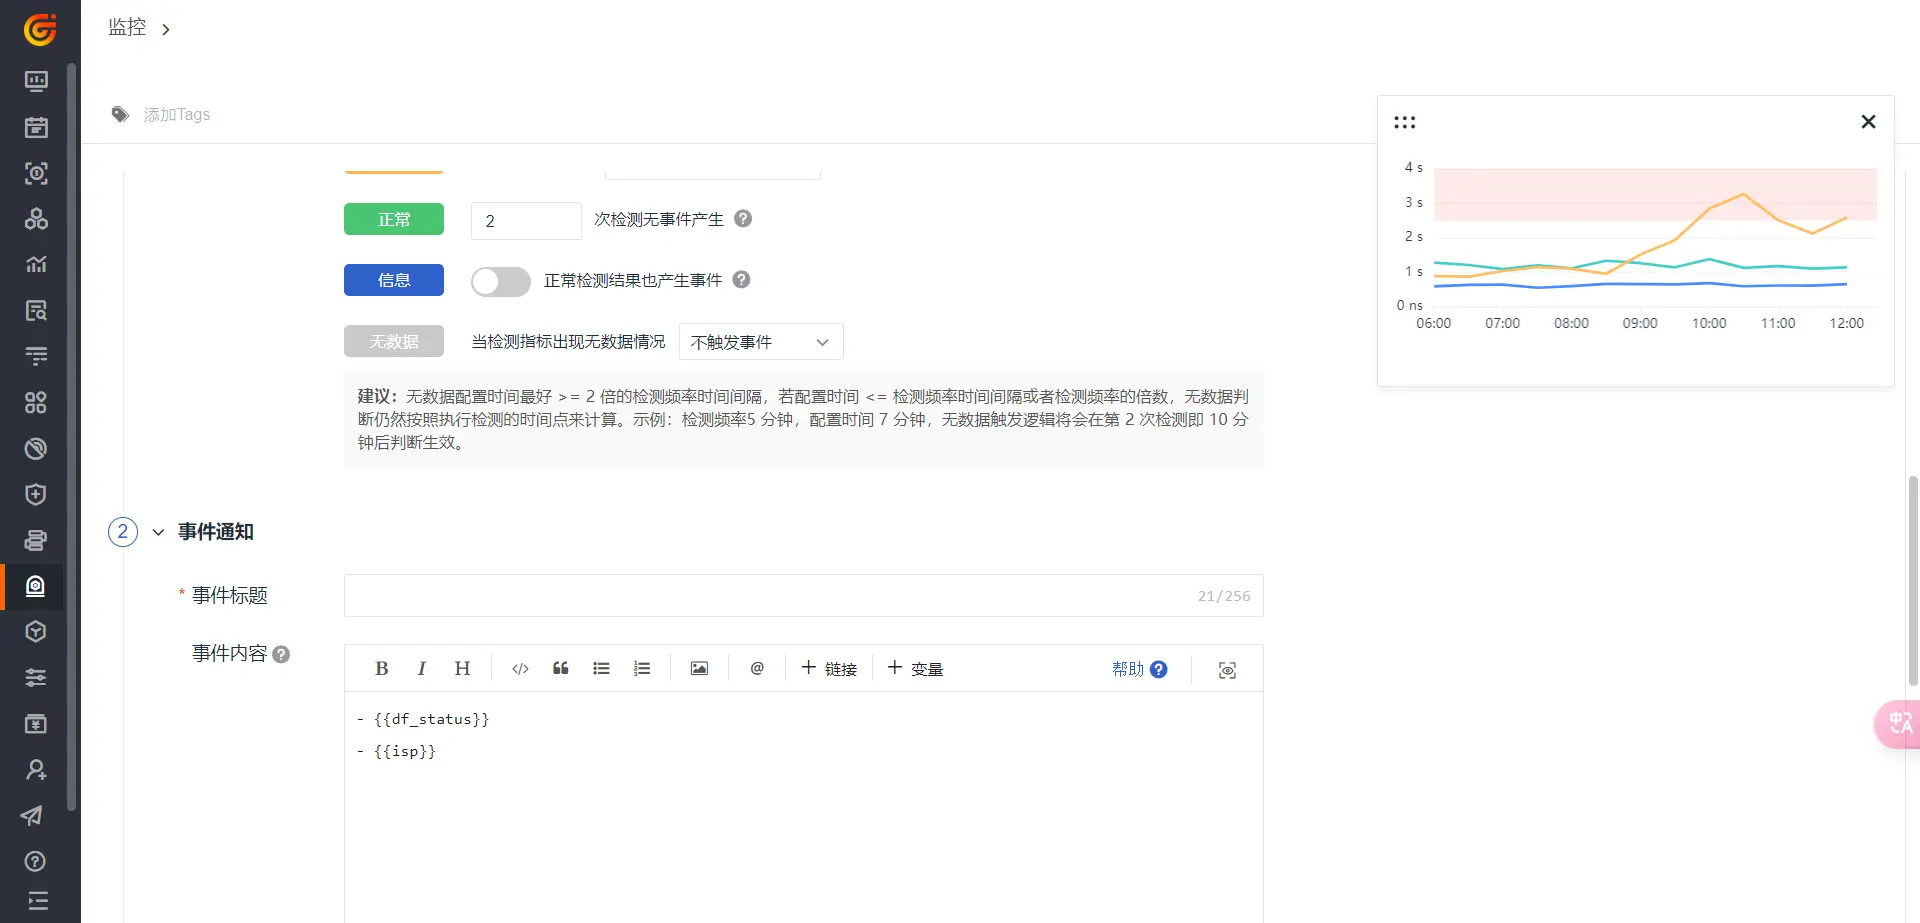 监控
添加Tags
4 s
3 s
2 s
1 s
0 ns
06:00 07:00 08:00 09:00 10:00 11:00 12:00
正常 2 次检测无事件产生 ?
信息 正常检测结果也产生事件 ?
无数据 当检测指标出现无数据情况 不触发事件
建议：无数据配置时间最好 >= 2 倍的检测频率时间间隔，若配置时间 <= 检测频率时间间隔或者检测频率的倍数，无数据判
断仍然按照执行检测的时间点来计算。示例：检测频率5 分钟，配置时间 7 分钟，无数据触发逻辑将会在第 2 次检测即 10 分
钟后判断生效。
2 事件通知
* 事件标题 21/256
事件内容 ?
B I H </> @ + 链接 + 变量 帮助 ?
- {{df_status}}
- {{isp}}
中 A